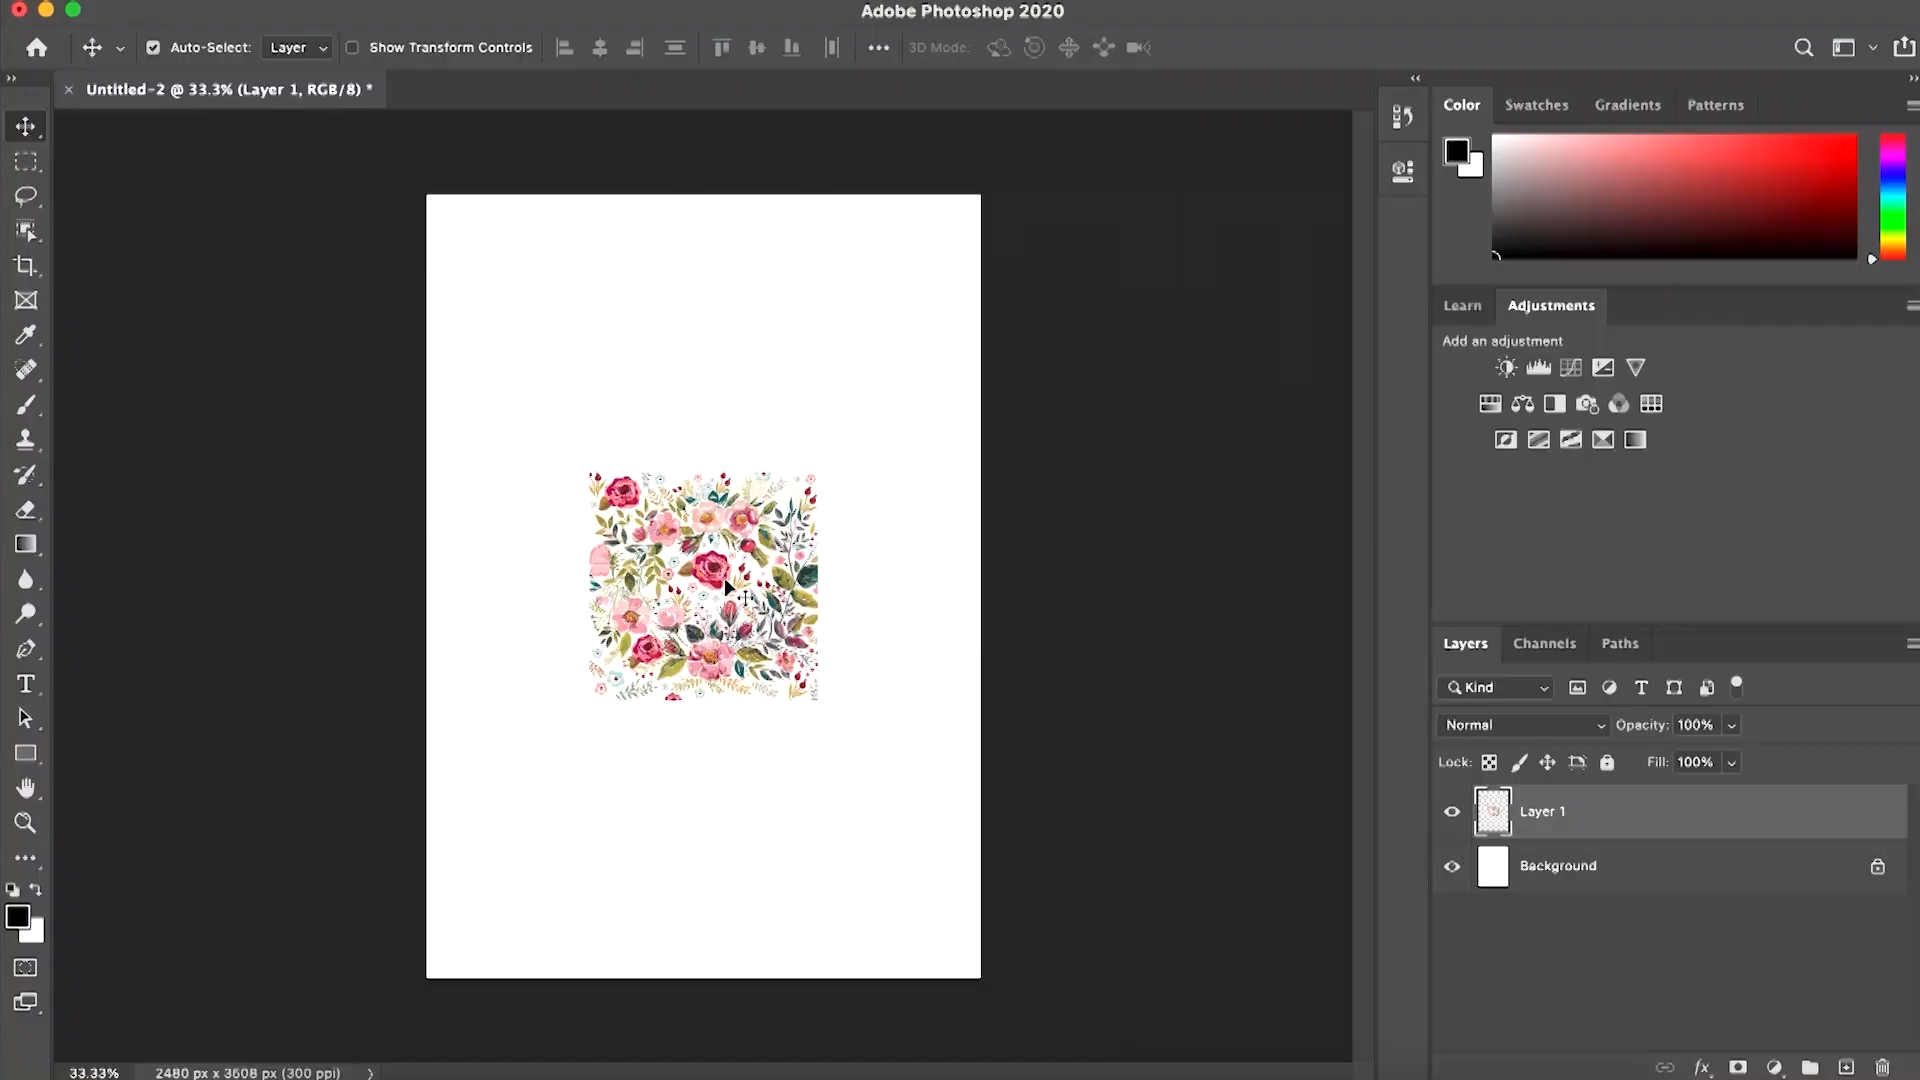 Adobe Photoshop 2020
Auto-Select: Layer Show Transform Controls 3D Mode:
Untitled-2 @ 33.3% (Layer 1, RGB/8) *
Color Swatches Gradients Patterns
Learn Adjustments
Add an adjustment
Layers Channels Paths
Kind
Normal Opacity: 100%
Lock: Fill: 100%
Layer 1
Background
33.33% 2480 px x 3508 px (300 ppi)